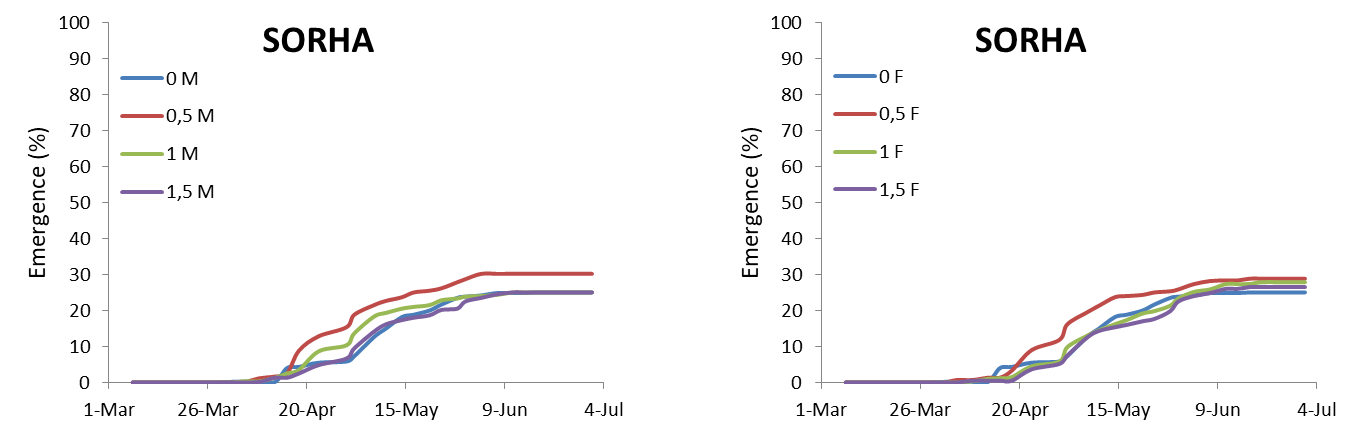 SORHA
Emergence (%)
100
90
80
70
60
50
40
30
20
10
0
0 M
0,5 M
1 M
1,5 M
1-Mar 26-Mar 20-Apr 15-May 9-Jun 4-Jul
SORHA
Emergence (%)
100
90
80
70
60
50
40
30
20
10
0
0 F
0,5 F
1 F
1,5 F
1-Mar 26-Mar 20-Apr 15-May 9-Jun 4-Jul